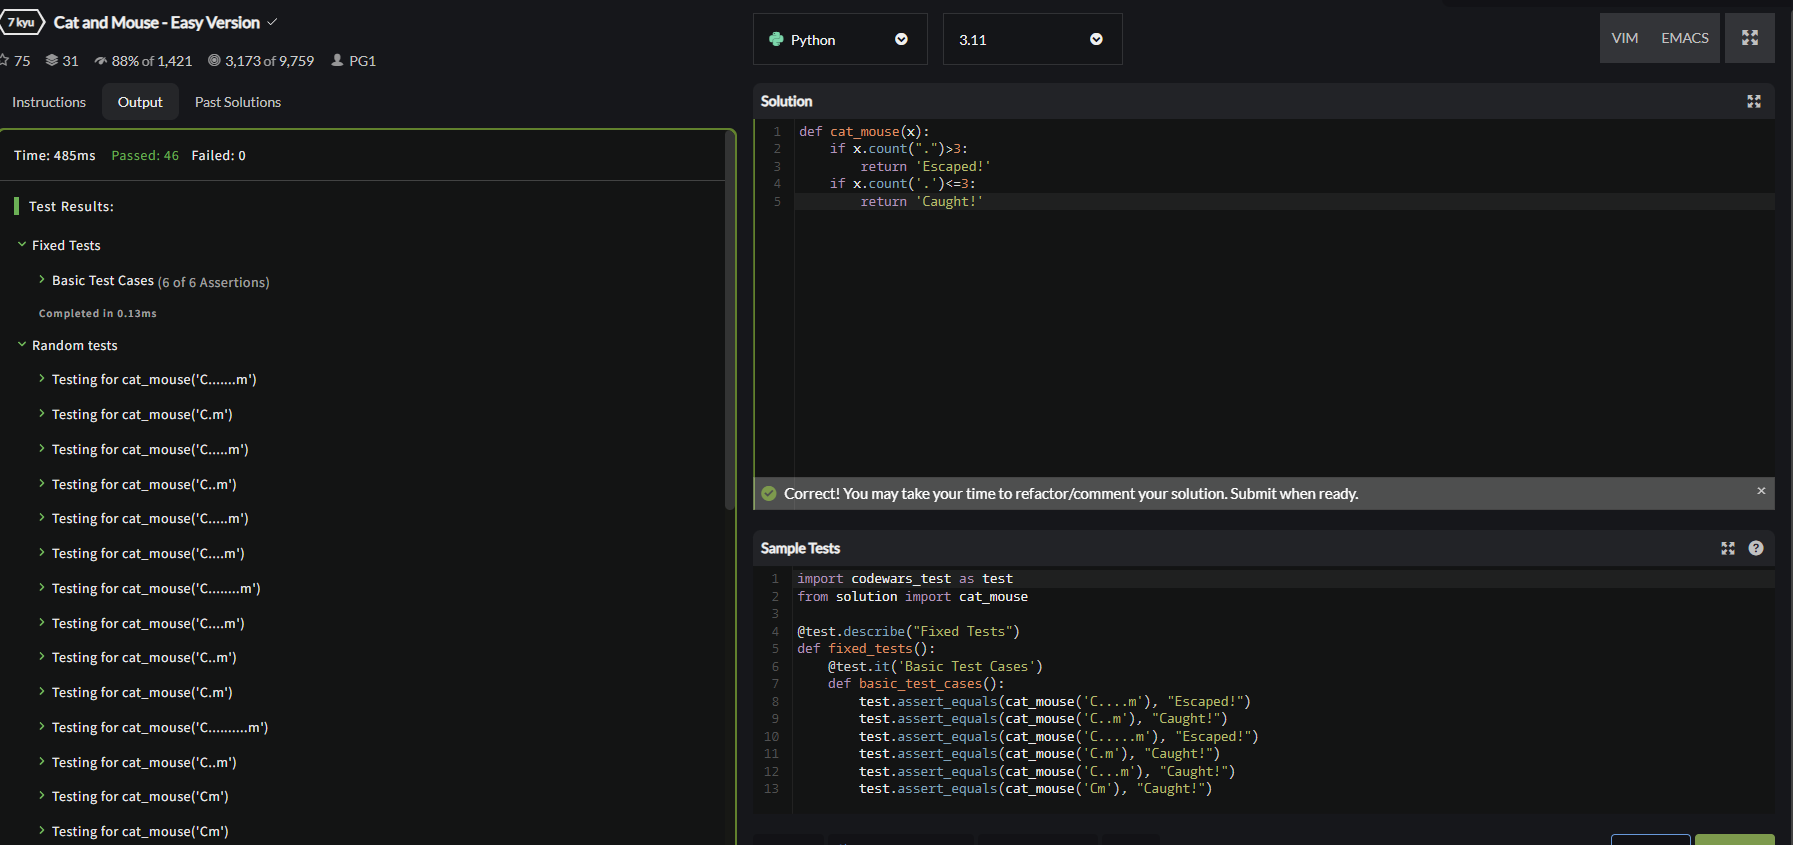 7 kyu Cat and Mouse - Easy Version
75 31 88% of 1,421 3,173 of 9,759 PG1
Instructions Output Past Solutions
Time: 485ms Passed: 46 Failed: 0
Test Results:
Fixed Tests
Basic Test Cases (6 of 6 Assertions)
Completed in 0.13ms
Random tests
Testing for cat_mouse('C.......m')
Testing for cat_mouse('C.m')
Testing for cat_mouse('C.....m')
Testing for cat_mouse('C..m')
Testing for cat_mouse('C.....m')
Testing for cat_mouse('C....m')
Testing for cat_mouse('C........m')
Testing for cat_mouse('C....m')
Testing for cat_mouse('C..m')
Testing for cat_mouse('C.m')
Testing for cat_mouse('C..........m')
Testing for cat_mouse('C..m')
Testing for cat_mouse('Cm')
Testing for cat_mouse('Cm')
Python 3.11 VIM EMACS
Solution
1 def cat_mouse(x):
2 if x.count(".")>3:
3 return 'Escaped!'
4 if x.count('.')<=3:
5 return 'Caught!'
Correct! You may take your time to refactor/comment your solution. Submit when ready. ×
Sample Tests ?
1 import codewars_test as test
2 from solution import cat_mouse
3
4 @test.describe("Fixed Tests")
5 def fixed_tests():
6 @test.it('Basic Test Cases')
7 def basic_test_cases():
8 test.assert_equals(cat_mouse('C....m'), "Escaped!")
9 test.assert_equals(cat_mouse('C..m'), "Caught!")
10 test.assert_equals(cat_mouse('C.....m'), "Escaped!")
11 test.assert_equals(cat_mouse('C.m'), "Caught!")
12 test.assert_equals(cat_mouse('C...m'), "Caught!")
13 test.assert_equals(cat_mouse('Cm'), "Caught!")